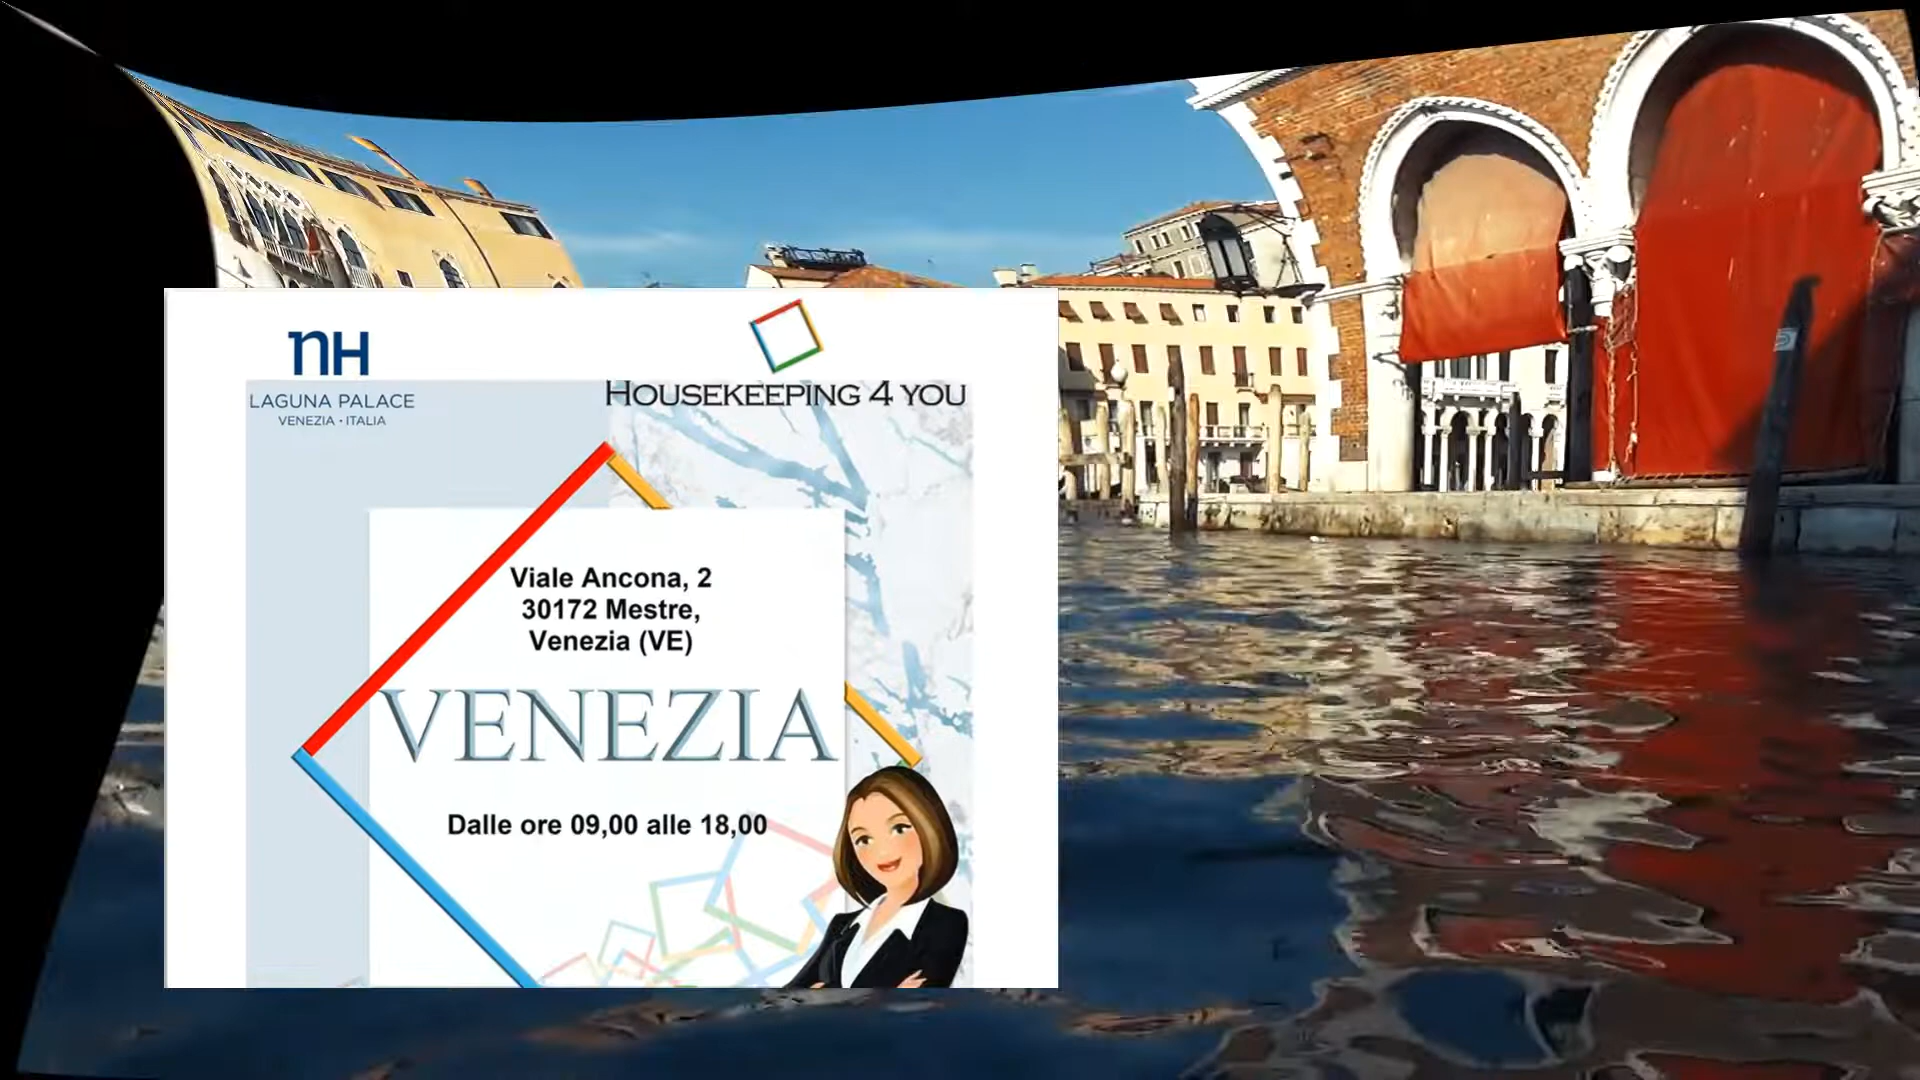 nH
LAGUNA PALACE
VENEZIA • ITALIA
HOUSEKEEPING 4 YOU
Viale Ancona, 2
30172 Mestre,
Venezia (VE)
VENEZIA
Dalle ore 09,00 alle 18,00